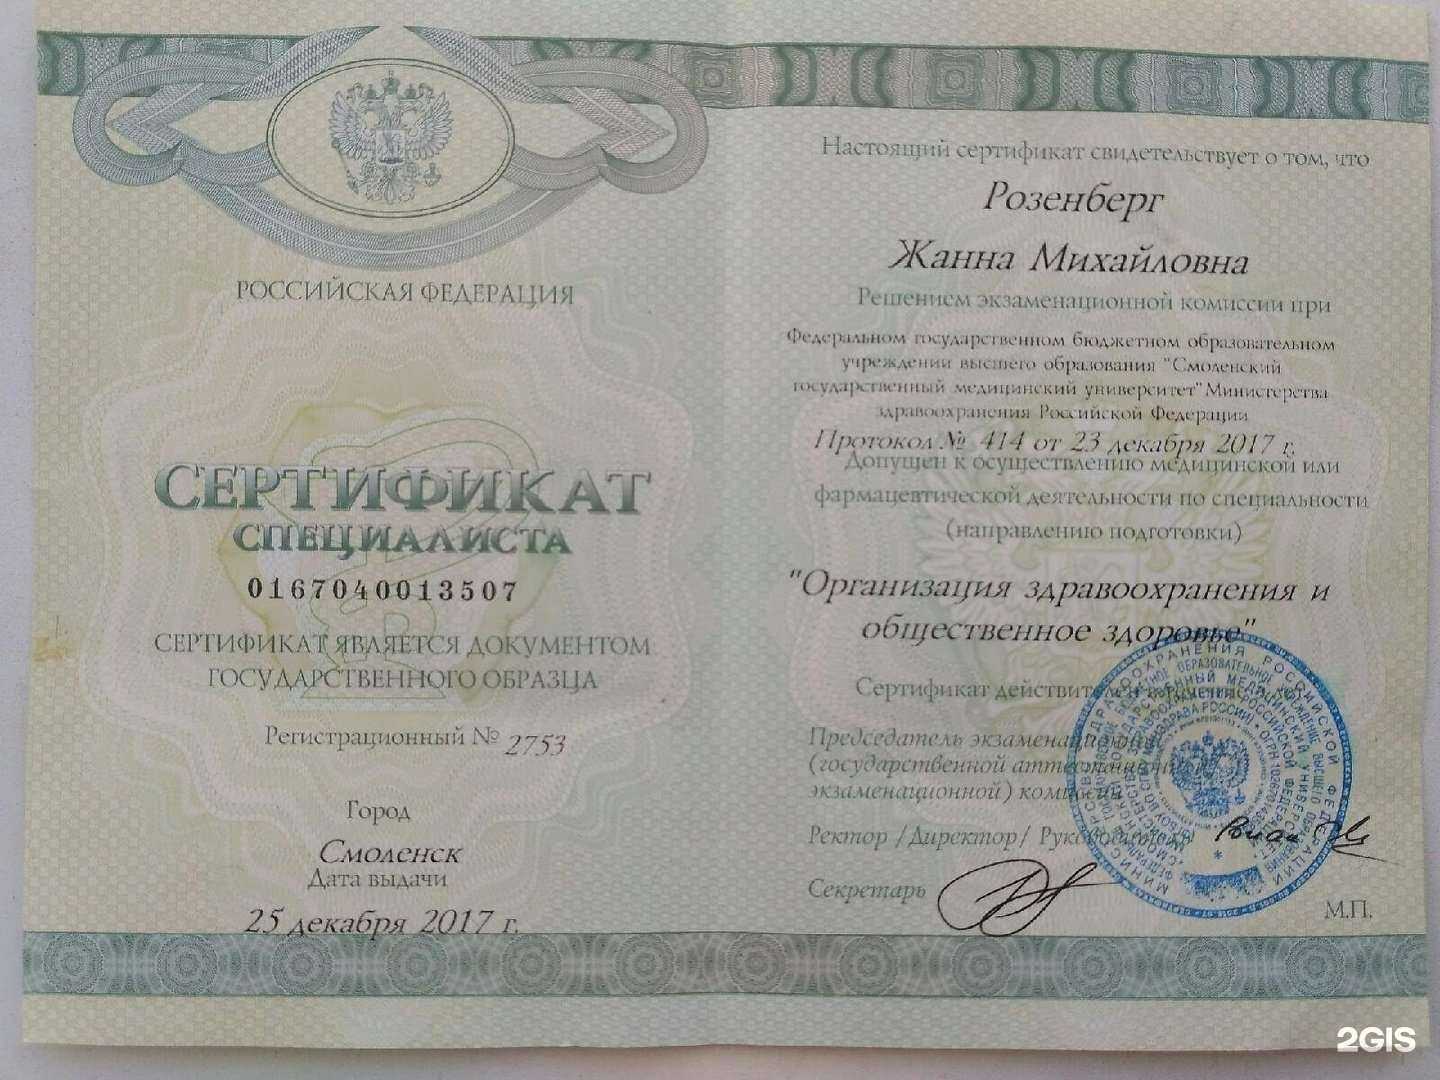 РОССИЙСКАЯ ФЕДЕРАЦИЯ
СЕРТИФИКАТ
СПЕЦИАЛИСТА
0167040013507
СЕРТИФИКАТ ЯВЛЯЕТСЯ ДОКУМЕНТОМ
ГОСУДАРСТВЕННОГО ОБРАЗЦА
Регистрационный № 2753
Город
Смоленск
Дата выдачи
25 декабря 2017 г.
Настоящий сертификат свидетельствует о том, что
Розенберг
Жанна Михайловна
Решением экзаменационной комиссии при
Федеральном государственном бюджетном образовательном
учреждении высшего образования "Смоленский
государственный медицинский университет" Министерства
здравоохранения Российской Федерации
Протокол № 414 от 23 декабря 2017 г.
Допущен к осуществлению медицинской или
фармацевтической деятельности по специальности
(направлению подготовки)
"Организация здравоохранения и
общественное здоровье"
Сертификат действителен
Председатель экзаменационной
(государственной аттестационной
экзаменационной) комиссии
Ректор /Директор/ Руководитель
Секретарь
М.П.
2GIS